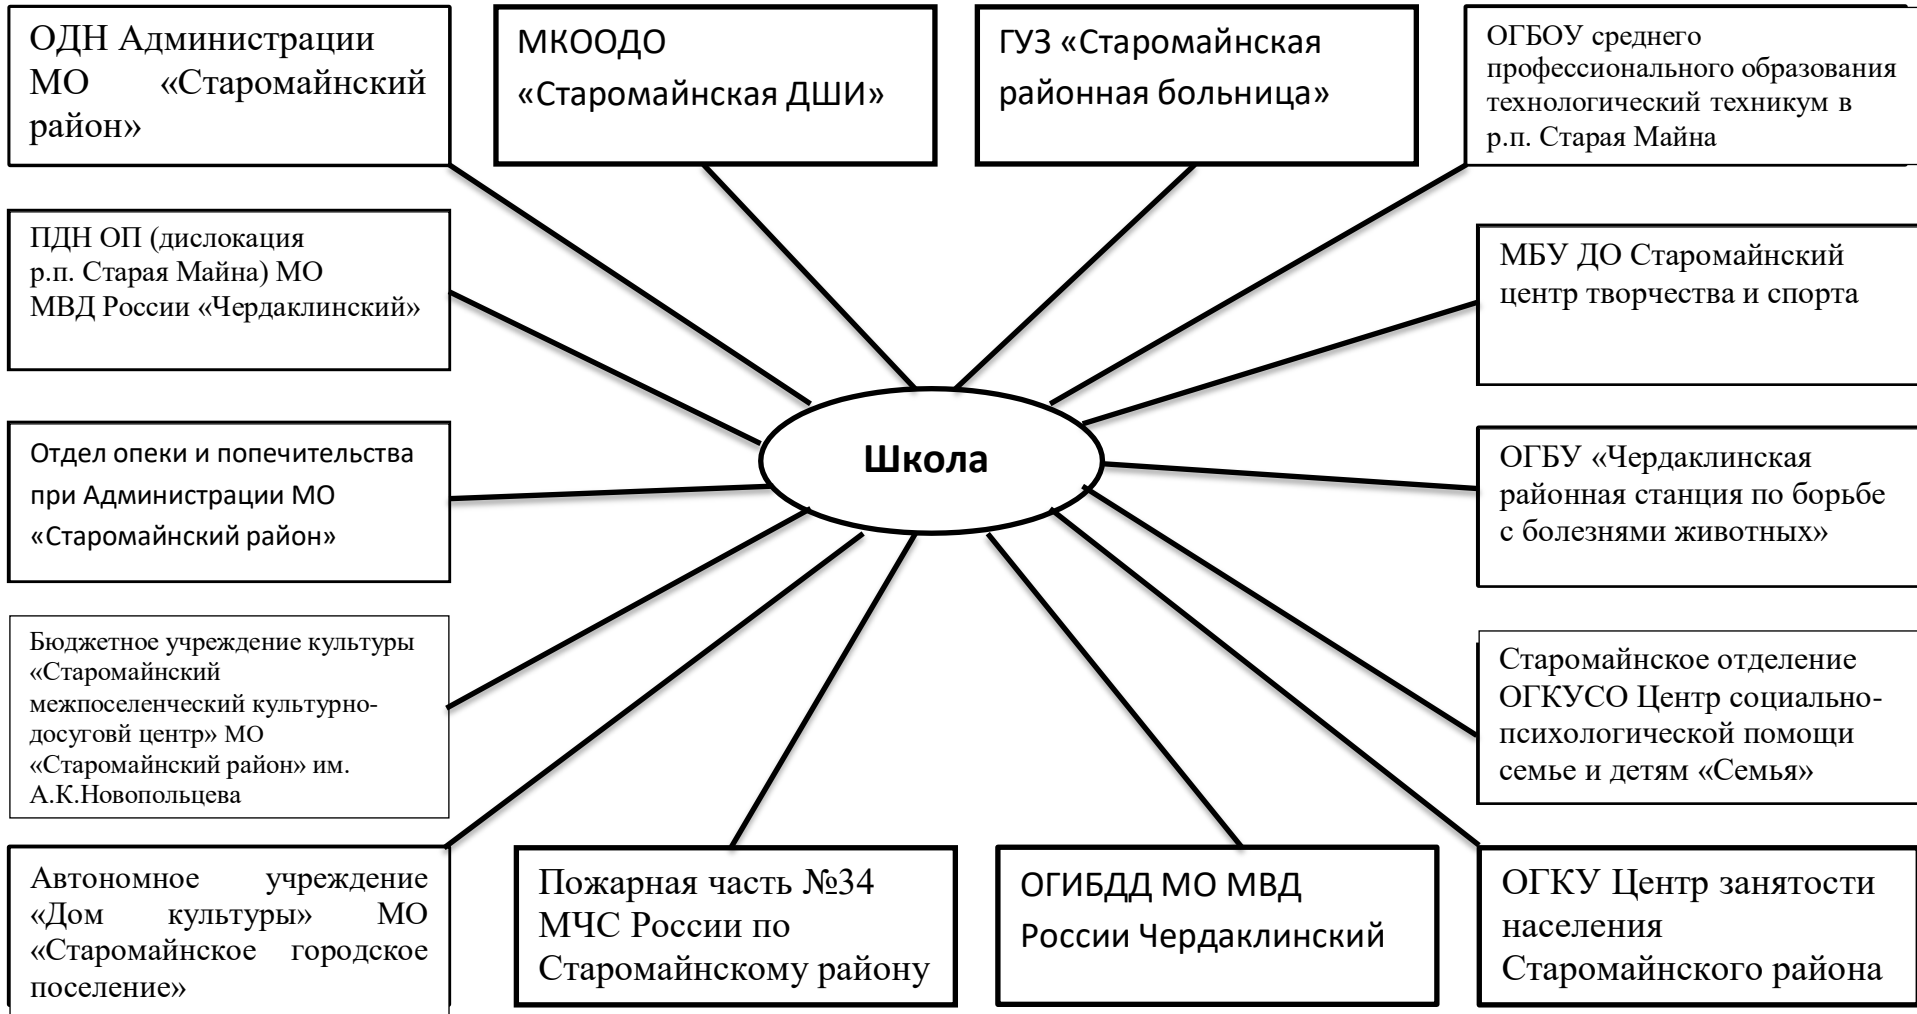 ОДН Администрации
МО «Старомайнский
район»
МКООДО
«Старомайнская ДШИ»
ГУЗ «Старомайнская
районная больница»
ОГБОУ среднего
профессионального образования
технологический техникум в
р.п. Старая Майна
ПДН ОП (дислокация
р.п. Старая Майна) МО
МВД России «Чердаклинский»
МБУ ДО Старомайнский
центр творчества и спорта
Отдел опеки и попечительства
при Администрации МО
«Старомайнский район»
Школа
ОГБУ «Чердаклинская
районная станция по борьбе
с болезнями животных»
Бюджетное учреждение культуры
«Старомайнский
межпоселенческий культурно-
досуговй центр» МО
«Старомайнский район» им.
А.К.Новопольцева
Старомайнское отделение
ОГКУСО Центр социально-
психологической помощи
семье и детям «Семья»
Автономное учреждение
«Дом культуры» МО
«Старомайнское городское
поселение»
Пожарная часть №34
МЧС России по
Старомайнскому району
ОГИБДД МО МВД
России Чердаклинский
ОГКУ Центр занятости
населения
Старомайнского района